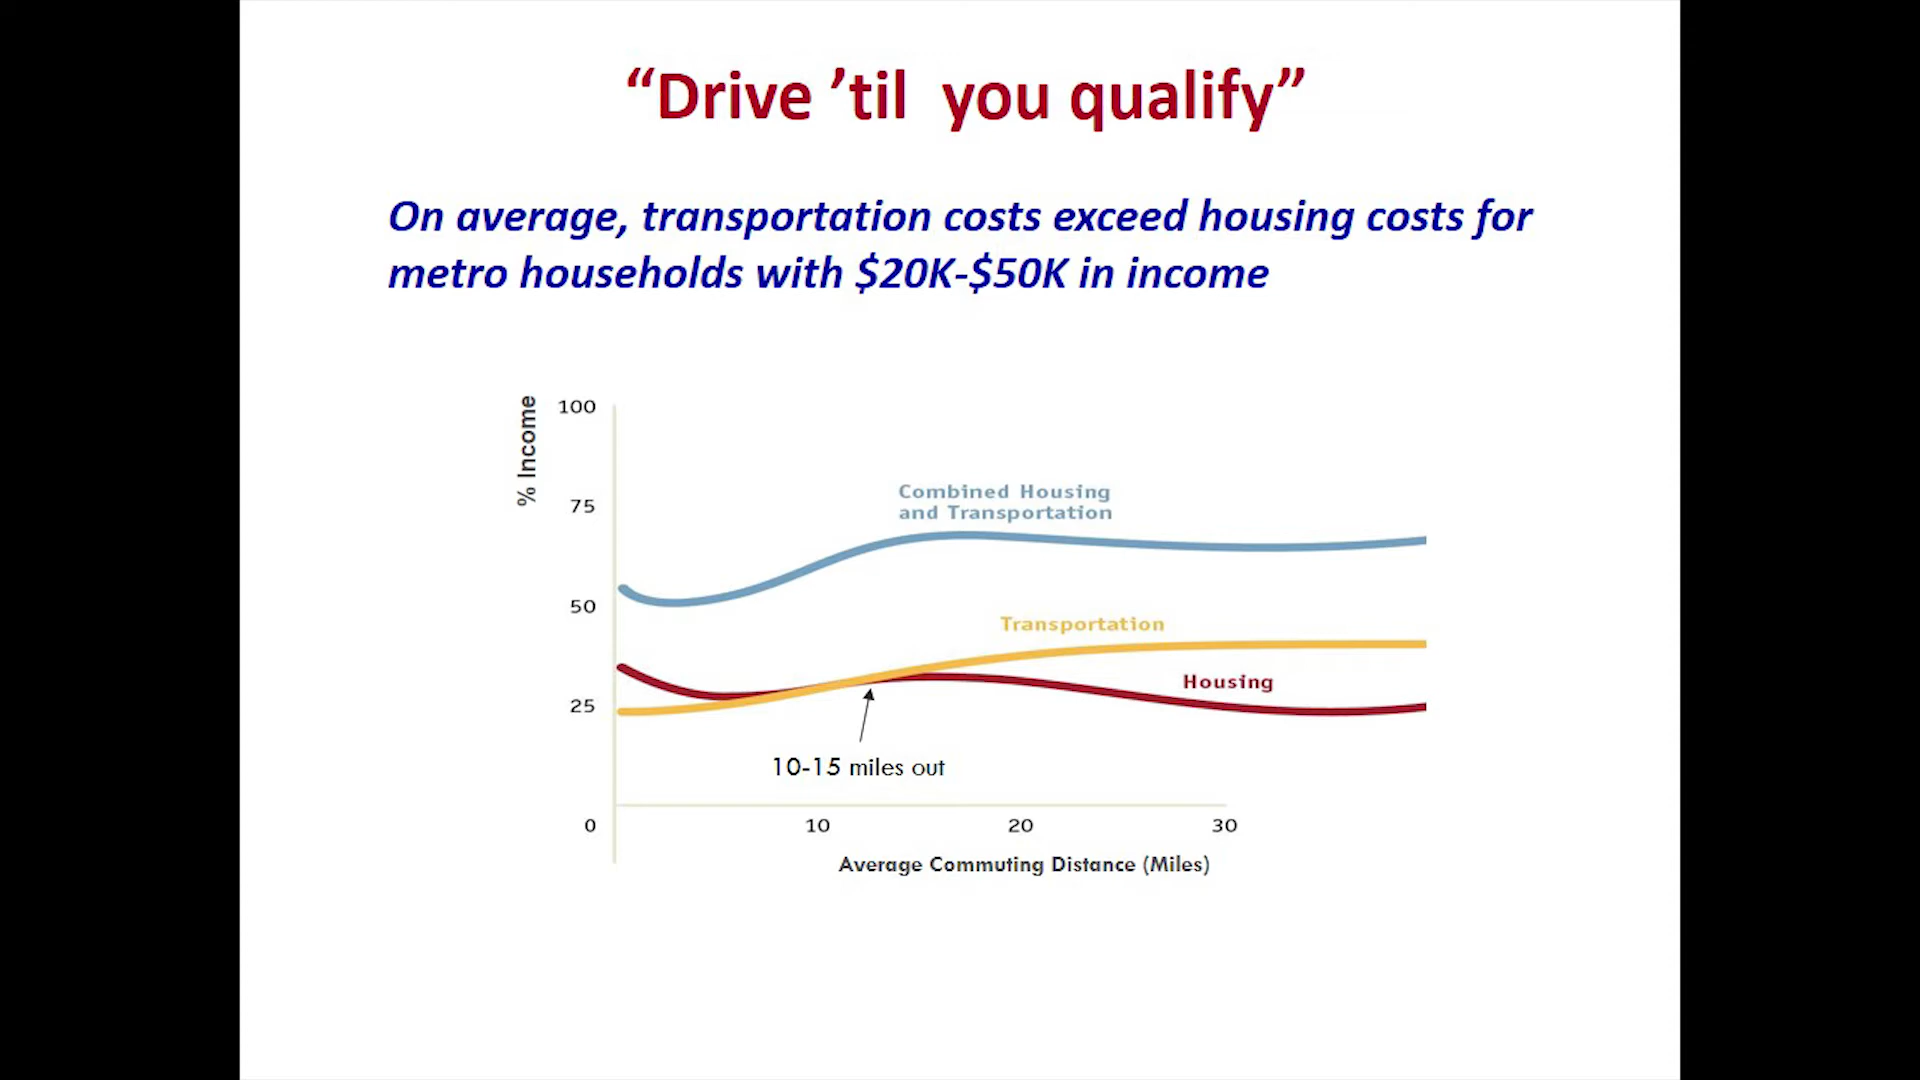 “Drive ’til  you qualify”
On average, transportation costs exceed housing costs for
metro households with $20K-$50K in income
% Income
100
75
50
25
0
Combined Housing
and Transportation
Transportation
Housing
10-15 miles out
10
20
30
Average Commuting Distance (Miles)